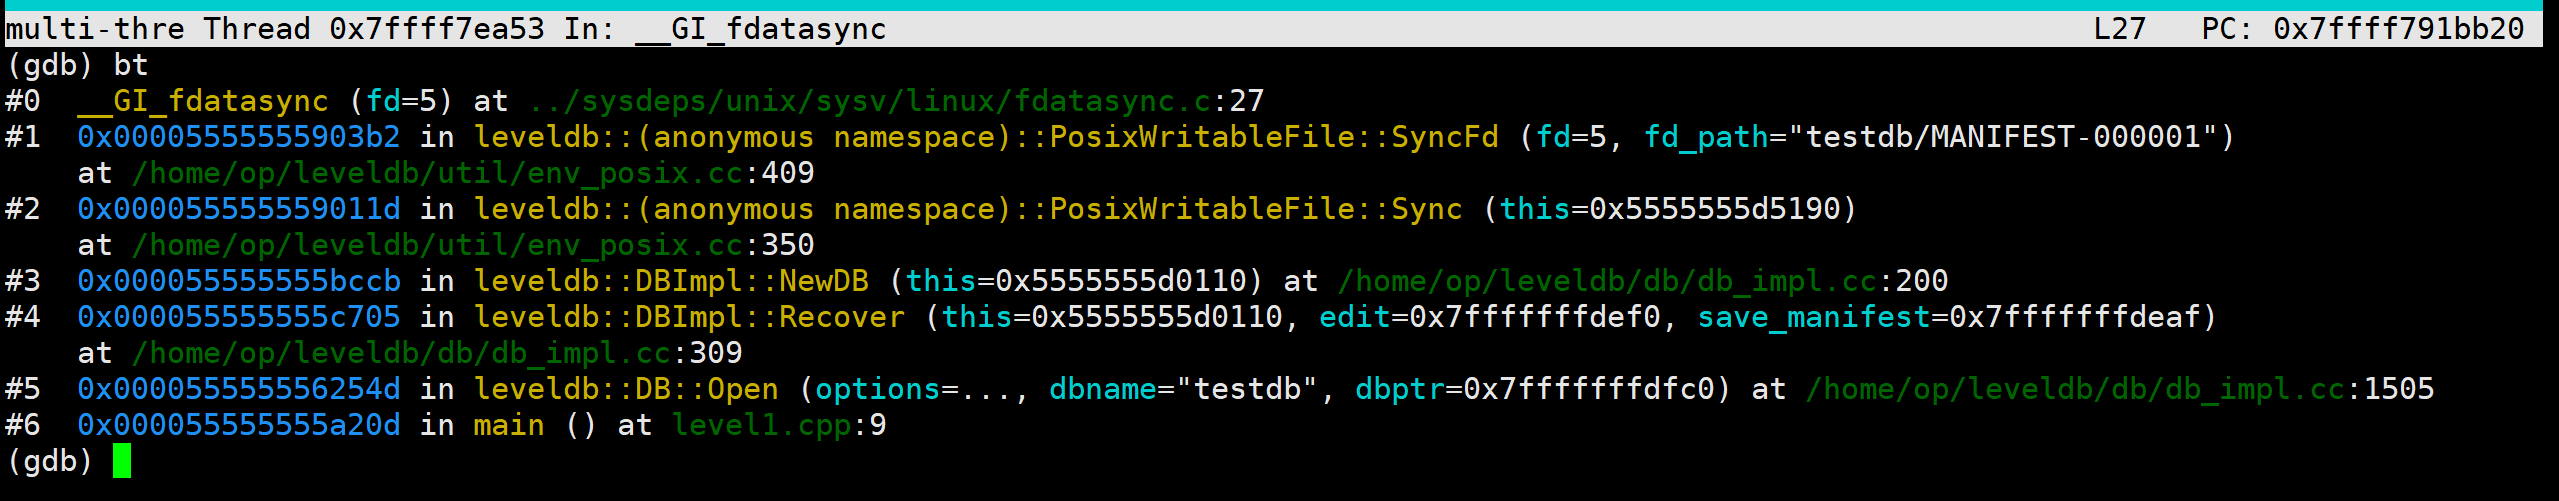 multi-thre Thread 0x7ffff7ea53 In: __GI_fdatasync L27 PC: 0x7ffff791bb20
(gdb) bt
#0 __GI_fdatasync (fd=5) at ../sysdeps/unix/sysv/linux/fdatasync.c:27
#1 0x00005555555903b2 in leveldb::(anonymous namespace)::PosixWritableFile::SyncFd (fd=5, fd_path="testdb/MANIFEST-000001")
at /home/op/leveldb/util/env_posix.cc:409
#2 0x000055555559011d in leveldb::(anonymous namespace)::PosixWritableFile::Sync (this=0x5555555d5190)
at /home/op/leveldb/util/env_posix.cc:350
#3 0x000055555555bccb in leveldb::DBImpl::NewDB (this=0x5555555d0110) at /home/op/leveldb/db/db_impl.cc:200
#4 0x000055555555c705 in leveldb::DBImpl::Recover (this=0x5555555d0110, edit=0x7fffffffdef0, save_manifest=0x7fffffffdeaf)
at /home/op/leveldb/db/db_impl.cc:309
#5 0x000055555556254d in leveldb::DB::Open (options=..., dbname="testdb", dbptr=0x7fffffffdfc0) at /home/op/leveldb/db/db_impl.cc:1505
#6 0x000055555555a20d in main () at level1.cpp:9
(gdb)